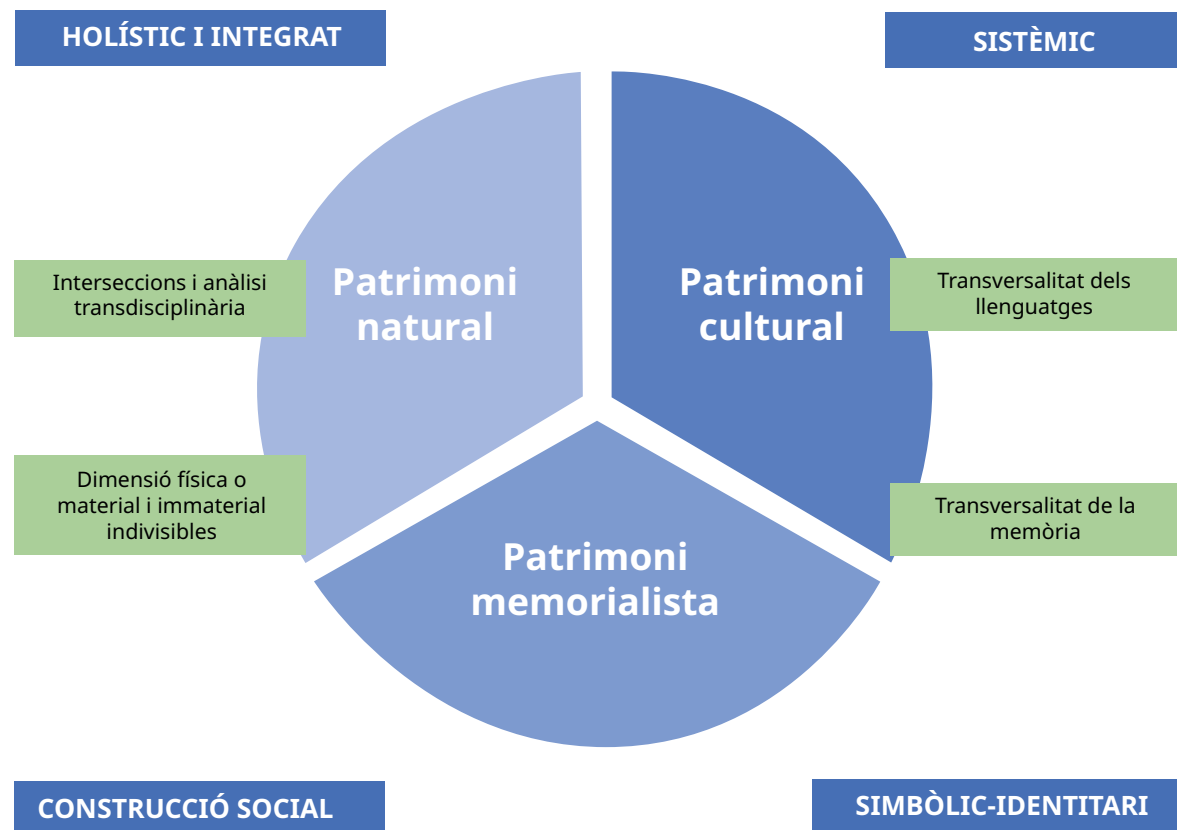 HOLÍSTIC I INTEGRAT
SISTÈMIC
Patrimoni
natural
Patrimoni
cultural
Interseccions i anàlisi
transdisciplinària
Transversalitat dels
llenguatges
Dimensió física o
material i immaterial
indivisibles
Transversalitat de la
memòria
Patrimoni
memorialista
CONSTRUCCIÓ SOCIAL
SIMBÒLIC-IDENTITARI